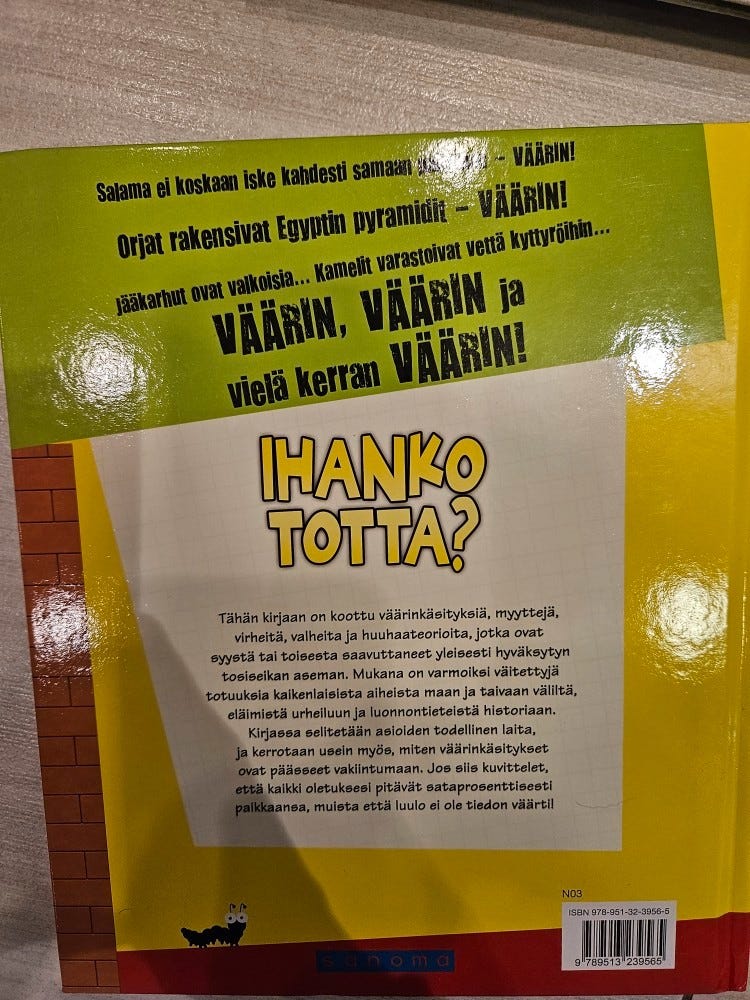 Salama ei koskaan iske kahdesti samaan – VÄÄRIN!
Orjat rakensivat Egyptin pyramidit – VÄÄRIN!
jääkarhut ovat valkoisia... Kamelit varastoivat vettä kyttyröihin...
VÄÄRIN, VÄÄRIN ja
vielä kerran VÄÄRIN!
IHANKO
TOTTA?
Tähän kirjaan on koottu väärinkäsityksiä, myyttejä,
virheitä, valheita ja huuhaateorioita, jotka ovat
syystä tai toisesta saavuttaneet yleisesti hyväksytyn
tosiseikan aseman. Mukana on varmoiksi väitettyjä
totuuksia kaikenlaisista aiheista maan ja taivaan väliltä,
eläimistä urheiluun ja luonnontieteistä historiaan.
Kirjassa selitetään asioiden todellinen laita,
ja kerrotaan usein myös, miten väärinkäsitykset
ovat päässeet vakiintumaan. Jos siis kuvittelet,
että kaikki oletuksesi pitävät sataprosenttisesti
paikkaansa, muista että luulo ei ole tiedon väärti!
N03
ISBN 978-951-32-3956-5
9 789513 239565
sanoma